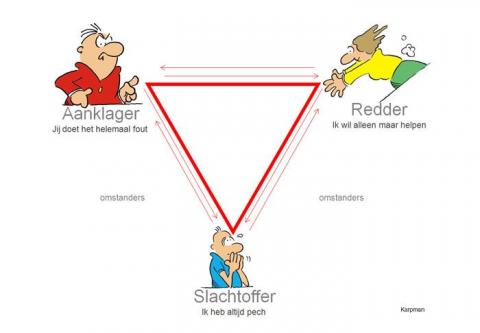 Aanklager
Jij doet het helemaal fout
Redder
Ik wil alleen maar helpen
omstanders
omstanders
Slachtoffer
Ik heb altijd pech
Karpman